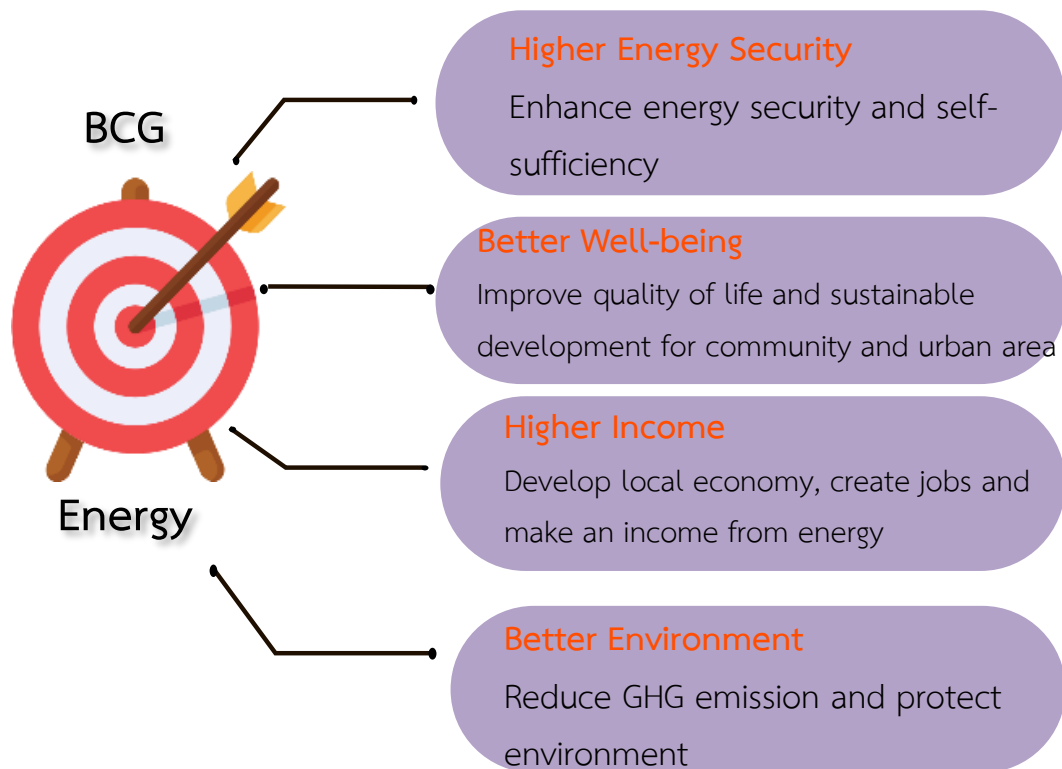 BCG
Energy
Higher Energy Security
Enhance energy security and self-
sufficiency
Better Well-being
Improve quality of life and sustainable
development for community and urban area
Higher Income
Develop local economy, create jobs and
make an income from energy
Better Environment
Reduce GHG emission and protect
environment